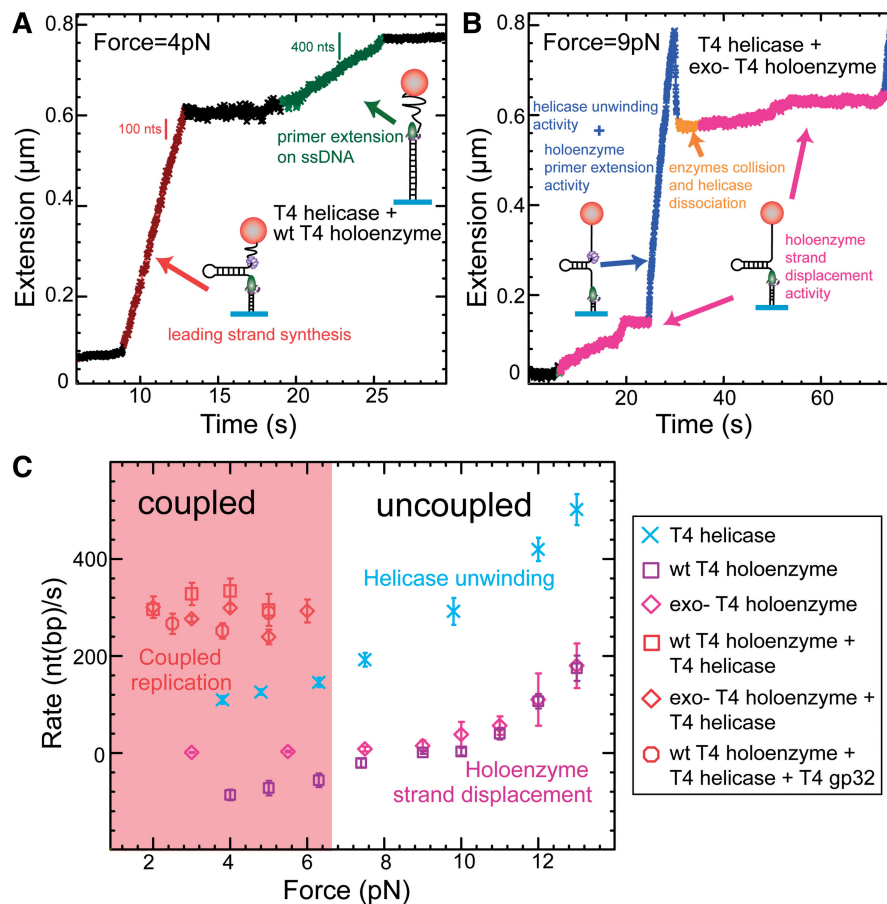 A
Force=4pN
400 nts
100 nts
primer extension
on ssDNA
T4 helicase +
wt T4 holoenzyme
leading strand synthesis
0.8
0.6
0.4
0.2
0
Extension (µm)
10
15
20
25
Time (s)
B
Force=9pN
T4 helicase +
exo- T4 holoenzyme
helicase unwinding
activity
+
holoenzyme
primer extension
activity
enzymes collision
and helicase
dissociation
holoenzyme
strand
displacement
activity
0.8
0.6
0.4
0.2
0
Extension (µm)
20
40
60
Time (s)
C
coupled
uncoupled
Helicase unwinding
Coupled
replication
Holoenzyme
strand displacement
400
200
0
Rate (nt(bp)/s)
2
4
6
8
10
12
Force (pN)
T4 helicase
wt T4 holoenzyme
exo- T4 holoenzyme
wt T4 holoenzyme +
T4 helicase
exo- T4 holoenzyme +
T4 helicase
wt T4 holoenzyme +
T4 helicase + T4 gp32